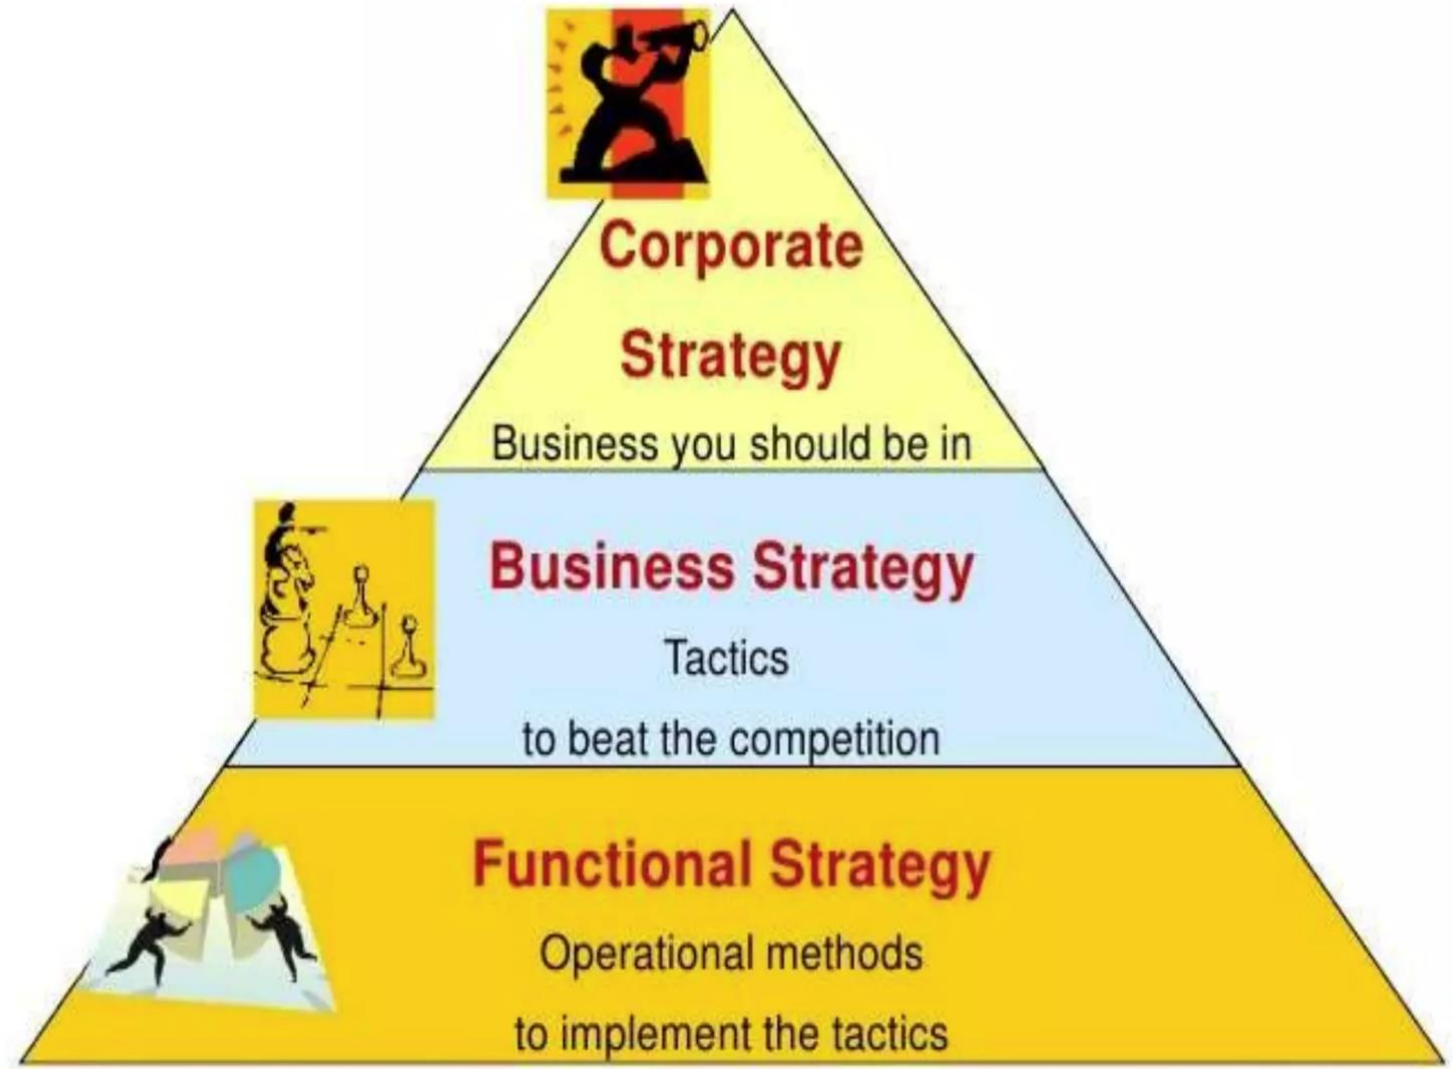 Corporate
Strategy
Business you should be in
Business Strategy
Tactics
to beat the competition
Functional Strategy
Operational methods
to implement the tactics